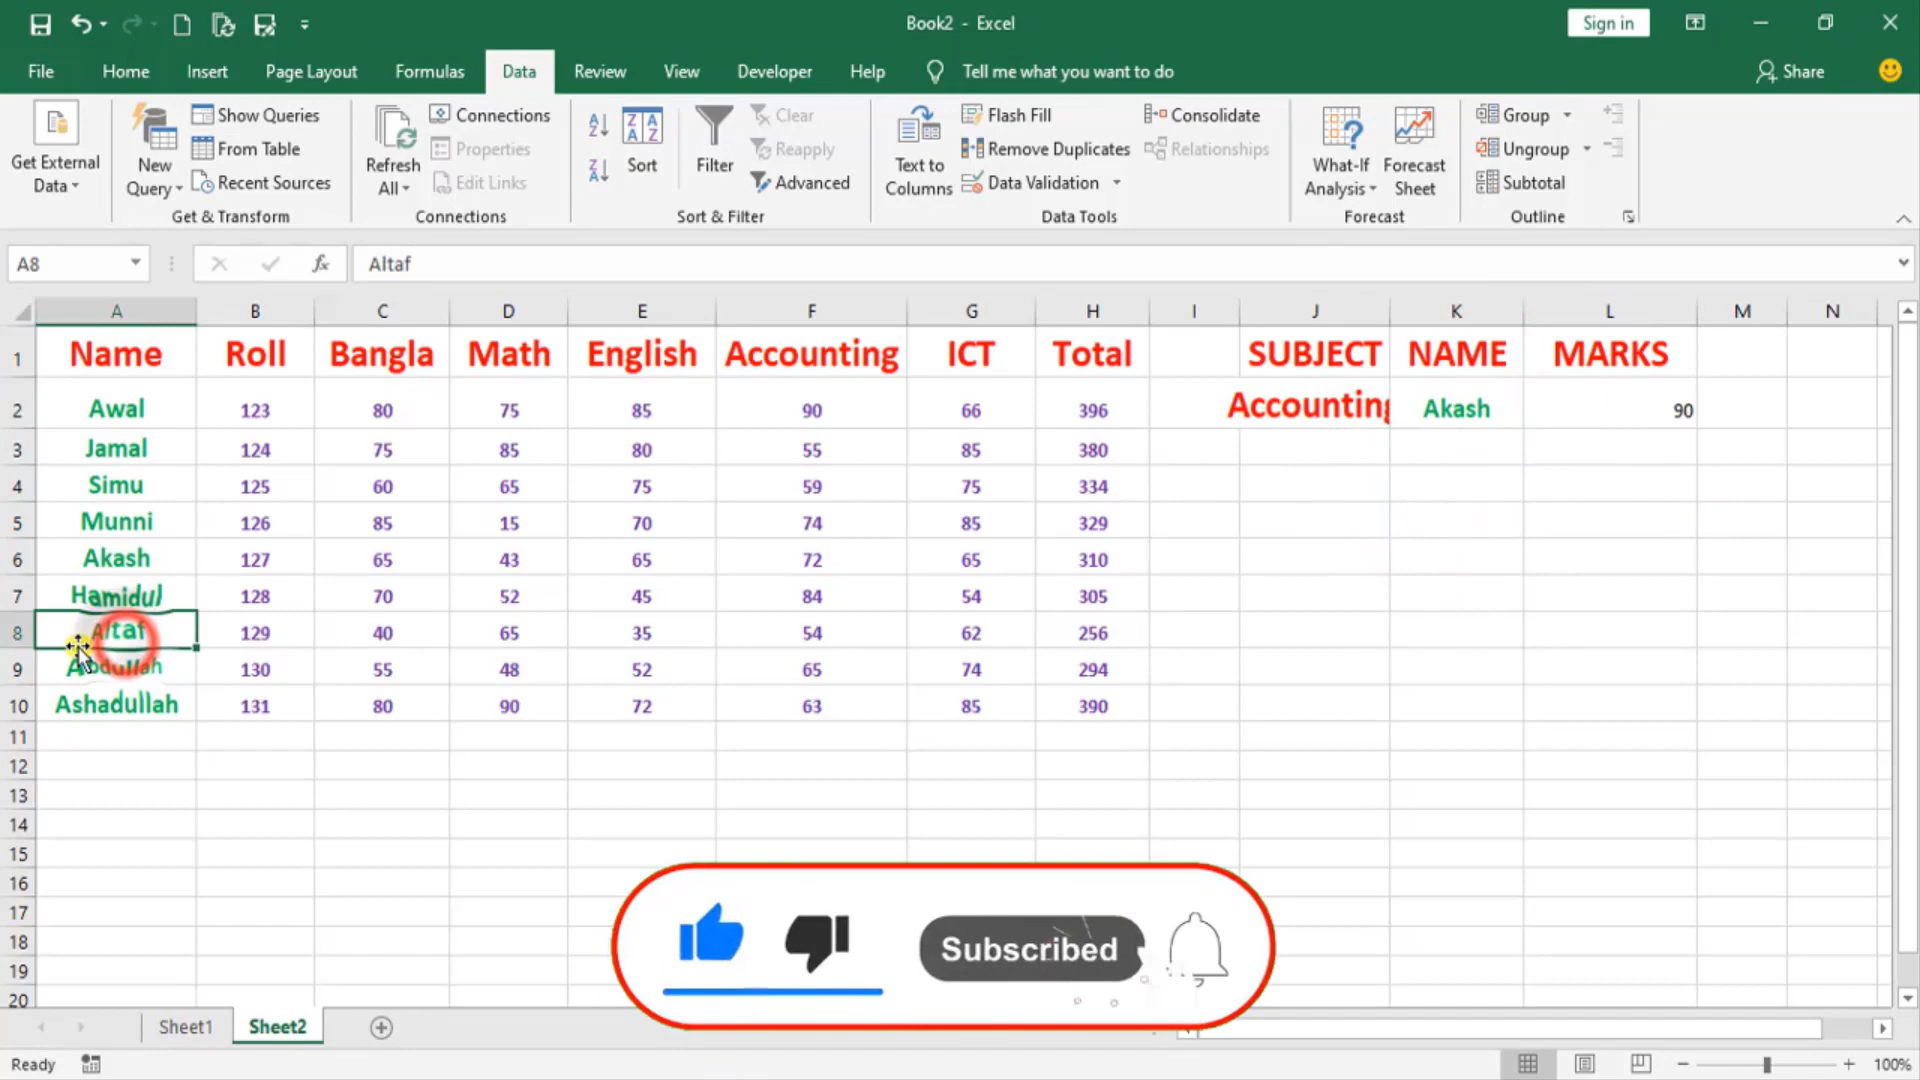 Book2 - Excel
Sign in
File Home Insert Page Layout Formulas Data Review View Developer Help Tell me what you want to do Share
Get External Data
New Query
Show Queries
From Table
Recent Sources
Get & Transform
Refresh All
Connections
Properties
Edit Links
Connections
Sort
Filter
Clear
Reapply
Advanced
Sort & Filter
Text to Columns
Flash Fill
Remove Duplicates
Data Validation
Consolidate
Relationships
Data Tools
What-If Analysis
Forecast Sheet
Forecast
Group
Ungroup
Subtotal
Outline
A8 fx Altaf
A B C D E F G H I J K L M N
1 Name Roll Bangla Math English Accounting ICT Total SUBJECT NAME MARKS
2 Awal 123 80 75 85 90 66 396 Accounting Akash 90
3 Jamal 124 75 85 80 55 85 380
4 Simu 125 60 65 75 59 75 334
5 Munni 126 85 15 70 74 85 329
6 Akash 127 65 43 65 72 65 310
7 Hamidul 128 70 52 45 84 54 305
8 Altaf 129 40 65 35 54 62 256
9 Abdullah 130 55 48 52 65 74 294
10 Ashadullah 131 80 90 72 63 85 390
11
12
13
14
15
16
17
18
19
20
Subscribed
Sheet1 Sheet2
Ready 100%